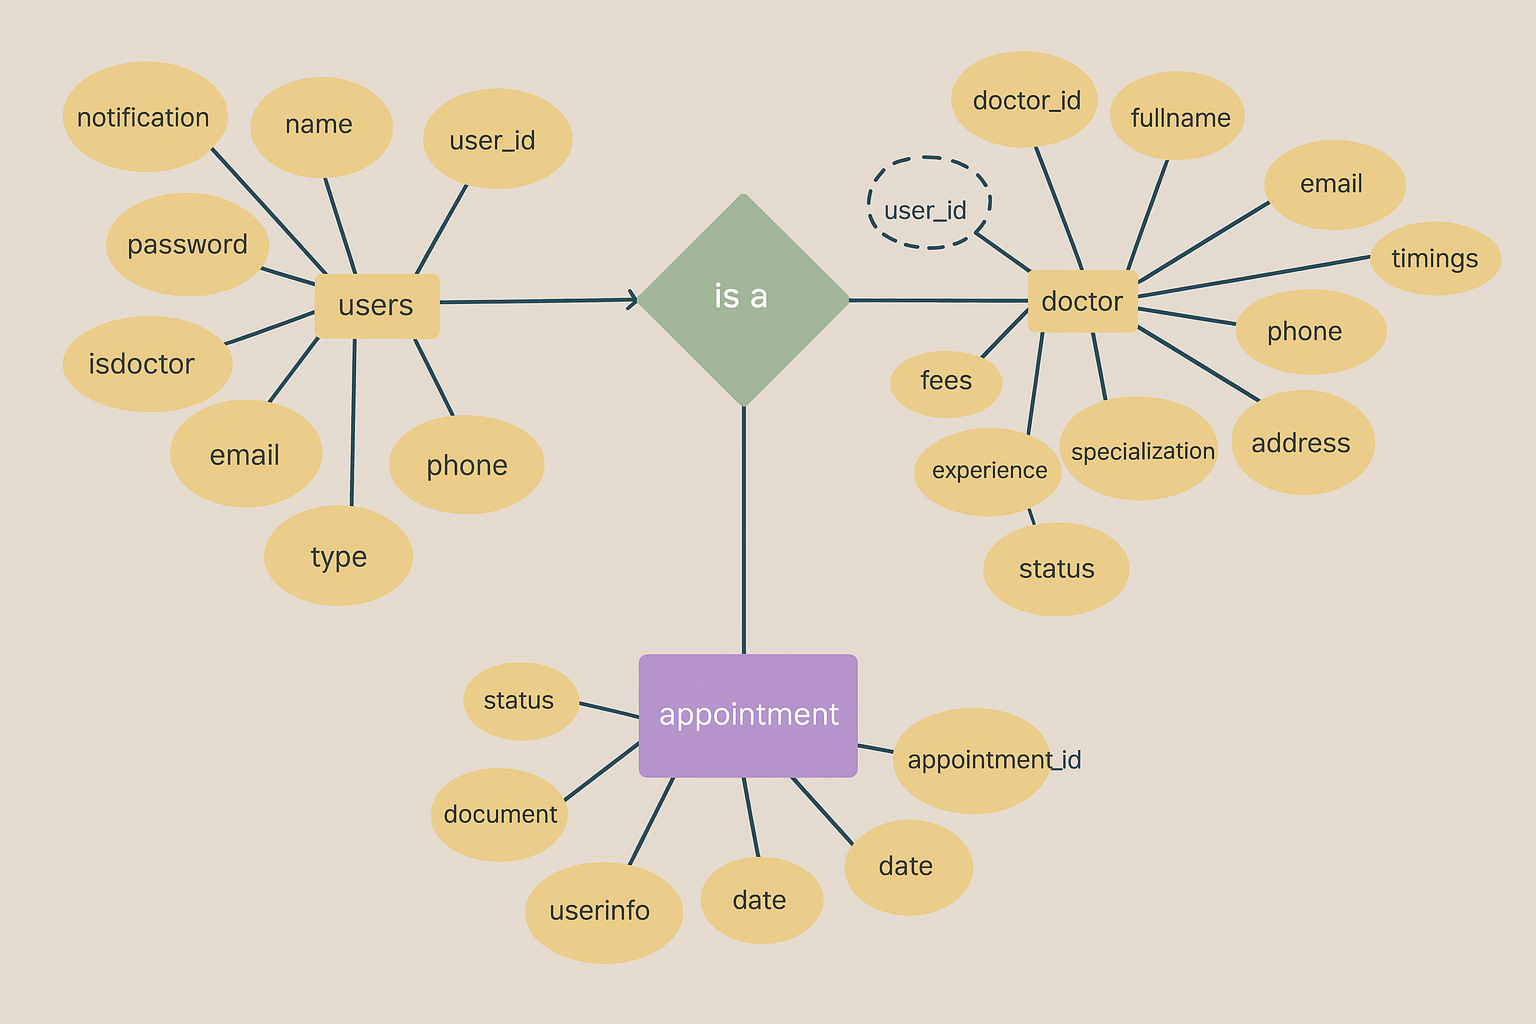 notification
name
user_id
password
users
isdoctor
email
phone
type
is a
doctor_id
fullname
user_id
email
timings
doctor
phone
fees
experience
specialization
address
status
appointment
status
appointment_id
document
date
userinfo
date